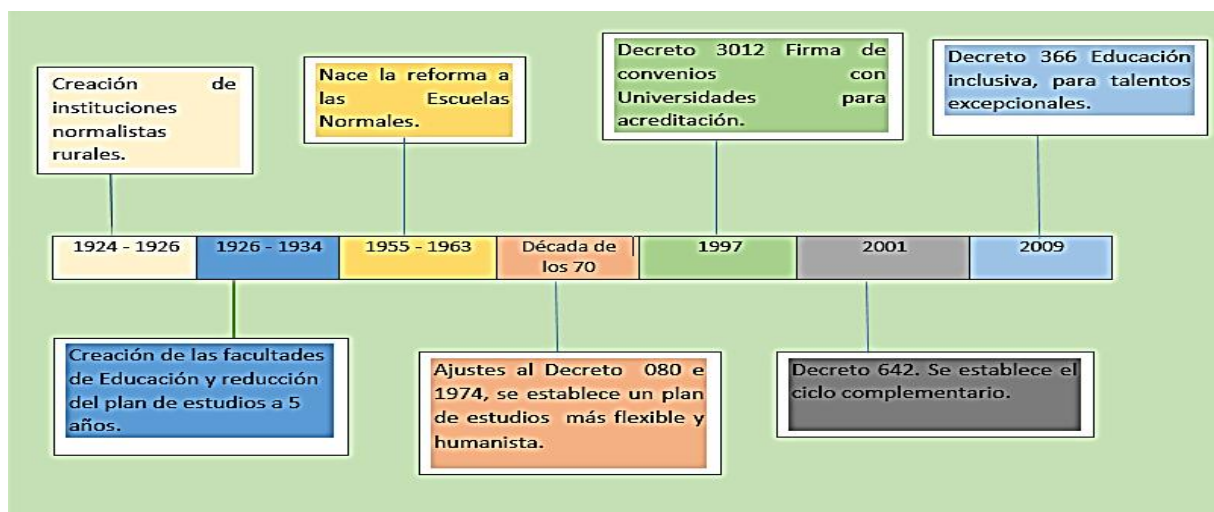 Creación de
instituciones
normalistas
rurales.
Nace la reforma a
las Escuelas
Normales.
Decreto 3012 Firma de
convenios con
Universidades para
acreditación.
Decreto 366 Educación
inclusiva, para talentos
excepcionales.
1924 - 1926
1926 - 1934
1955 - 1963
Década de
los 70
1997
2001
2009
Creación de las facultades
de Educación y reducción
del plan de estudios a 5
años.
Ajustes al Decreto 080 e
1974, se establece un plan
de estudios más flexible y
humanista.
Decreto 642. Se establece el
ciclo complementario.